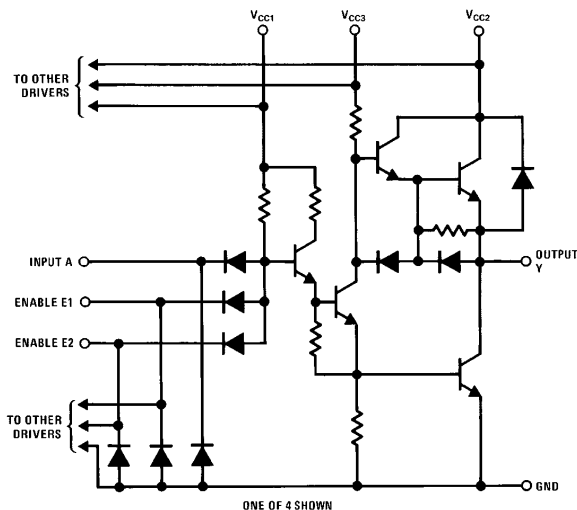 VCC1
VCC3
VCC2
TO OTHER
DRIVERS
INPUT A
ENABLE E1
ENABLE E2
OUTPUT
Y
TO OTHER
DRIVERS
GND
ONE OF 4 SHOWN